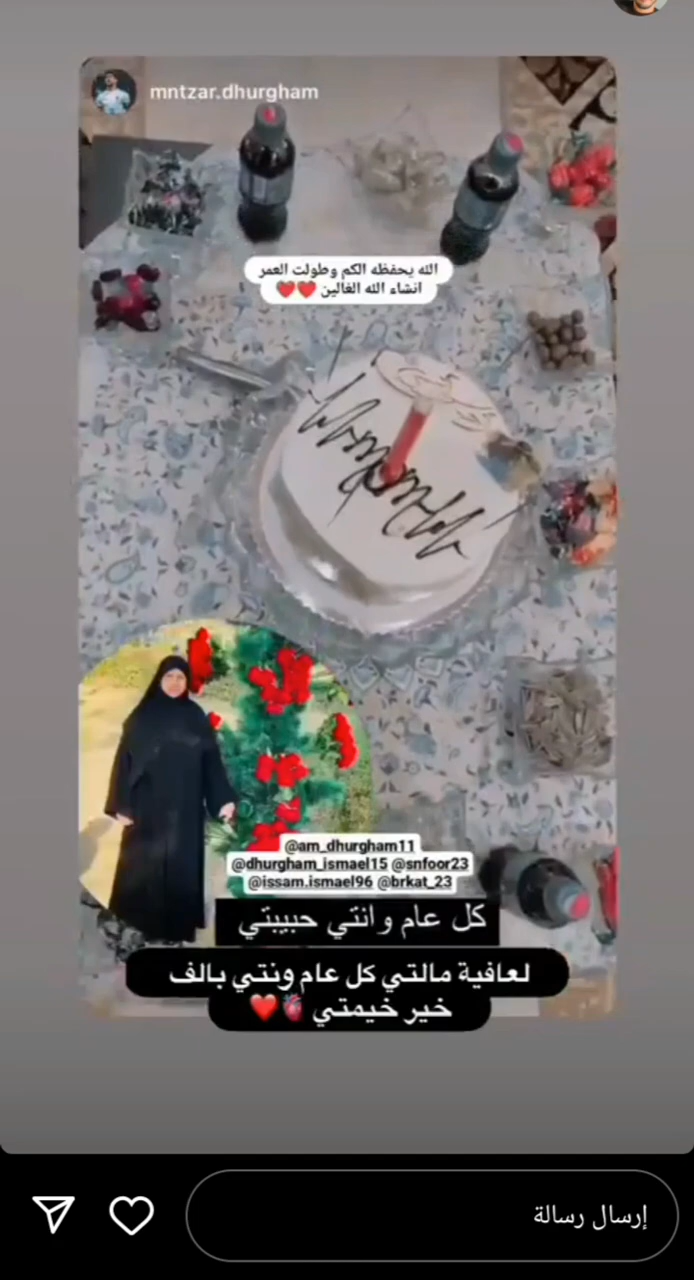 mntzar.dhurgham
الله يحفظه الكم وطولت العمر
انشاء الله الغالين ❤️❤️
@am_dhurgham11
@dhurgham_ismael15 @snfoor23
@issam.ismael96 @brkat_23
كل عام وانتي حبيبتي
لعافية مالتي كل عام ونتي بالف
خير خيمتي 🫀❤️
إرسال رسالة